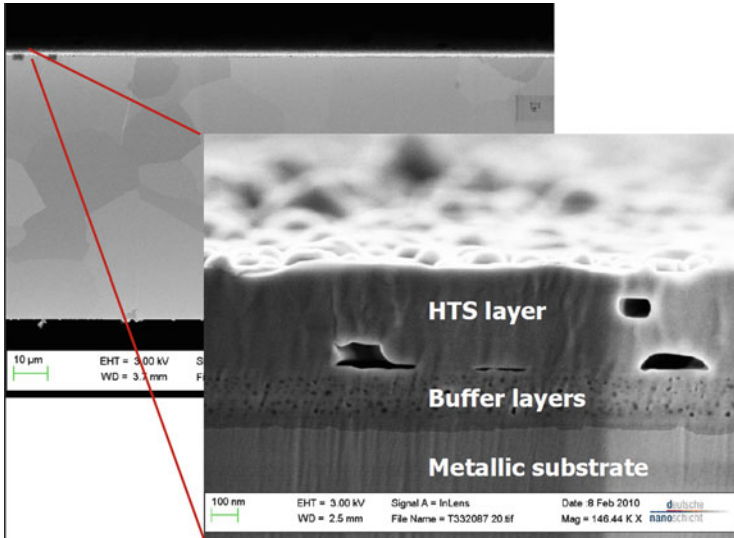 10 µm
EHT = 3.00 kV
WD = 3.7 mm
HTS layer
Buffer layers
Metallic substrate
100 nm
EHT = 3.00 kV
Signal A = InLens
Date :8 Feb 2010
WD = 2.5 mm
File Name = T332087 20.tif
Mag = 146.44 K X
deutsche
nanoschicht